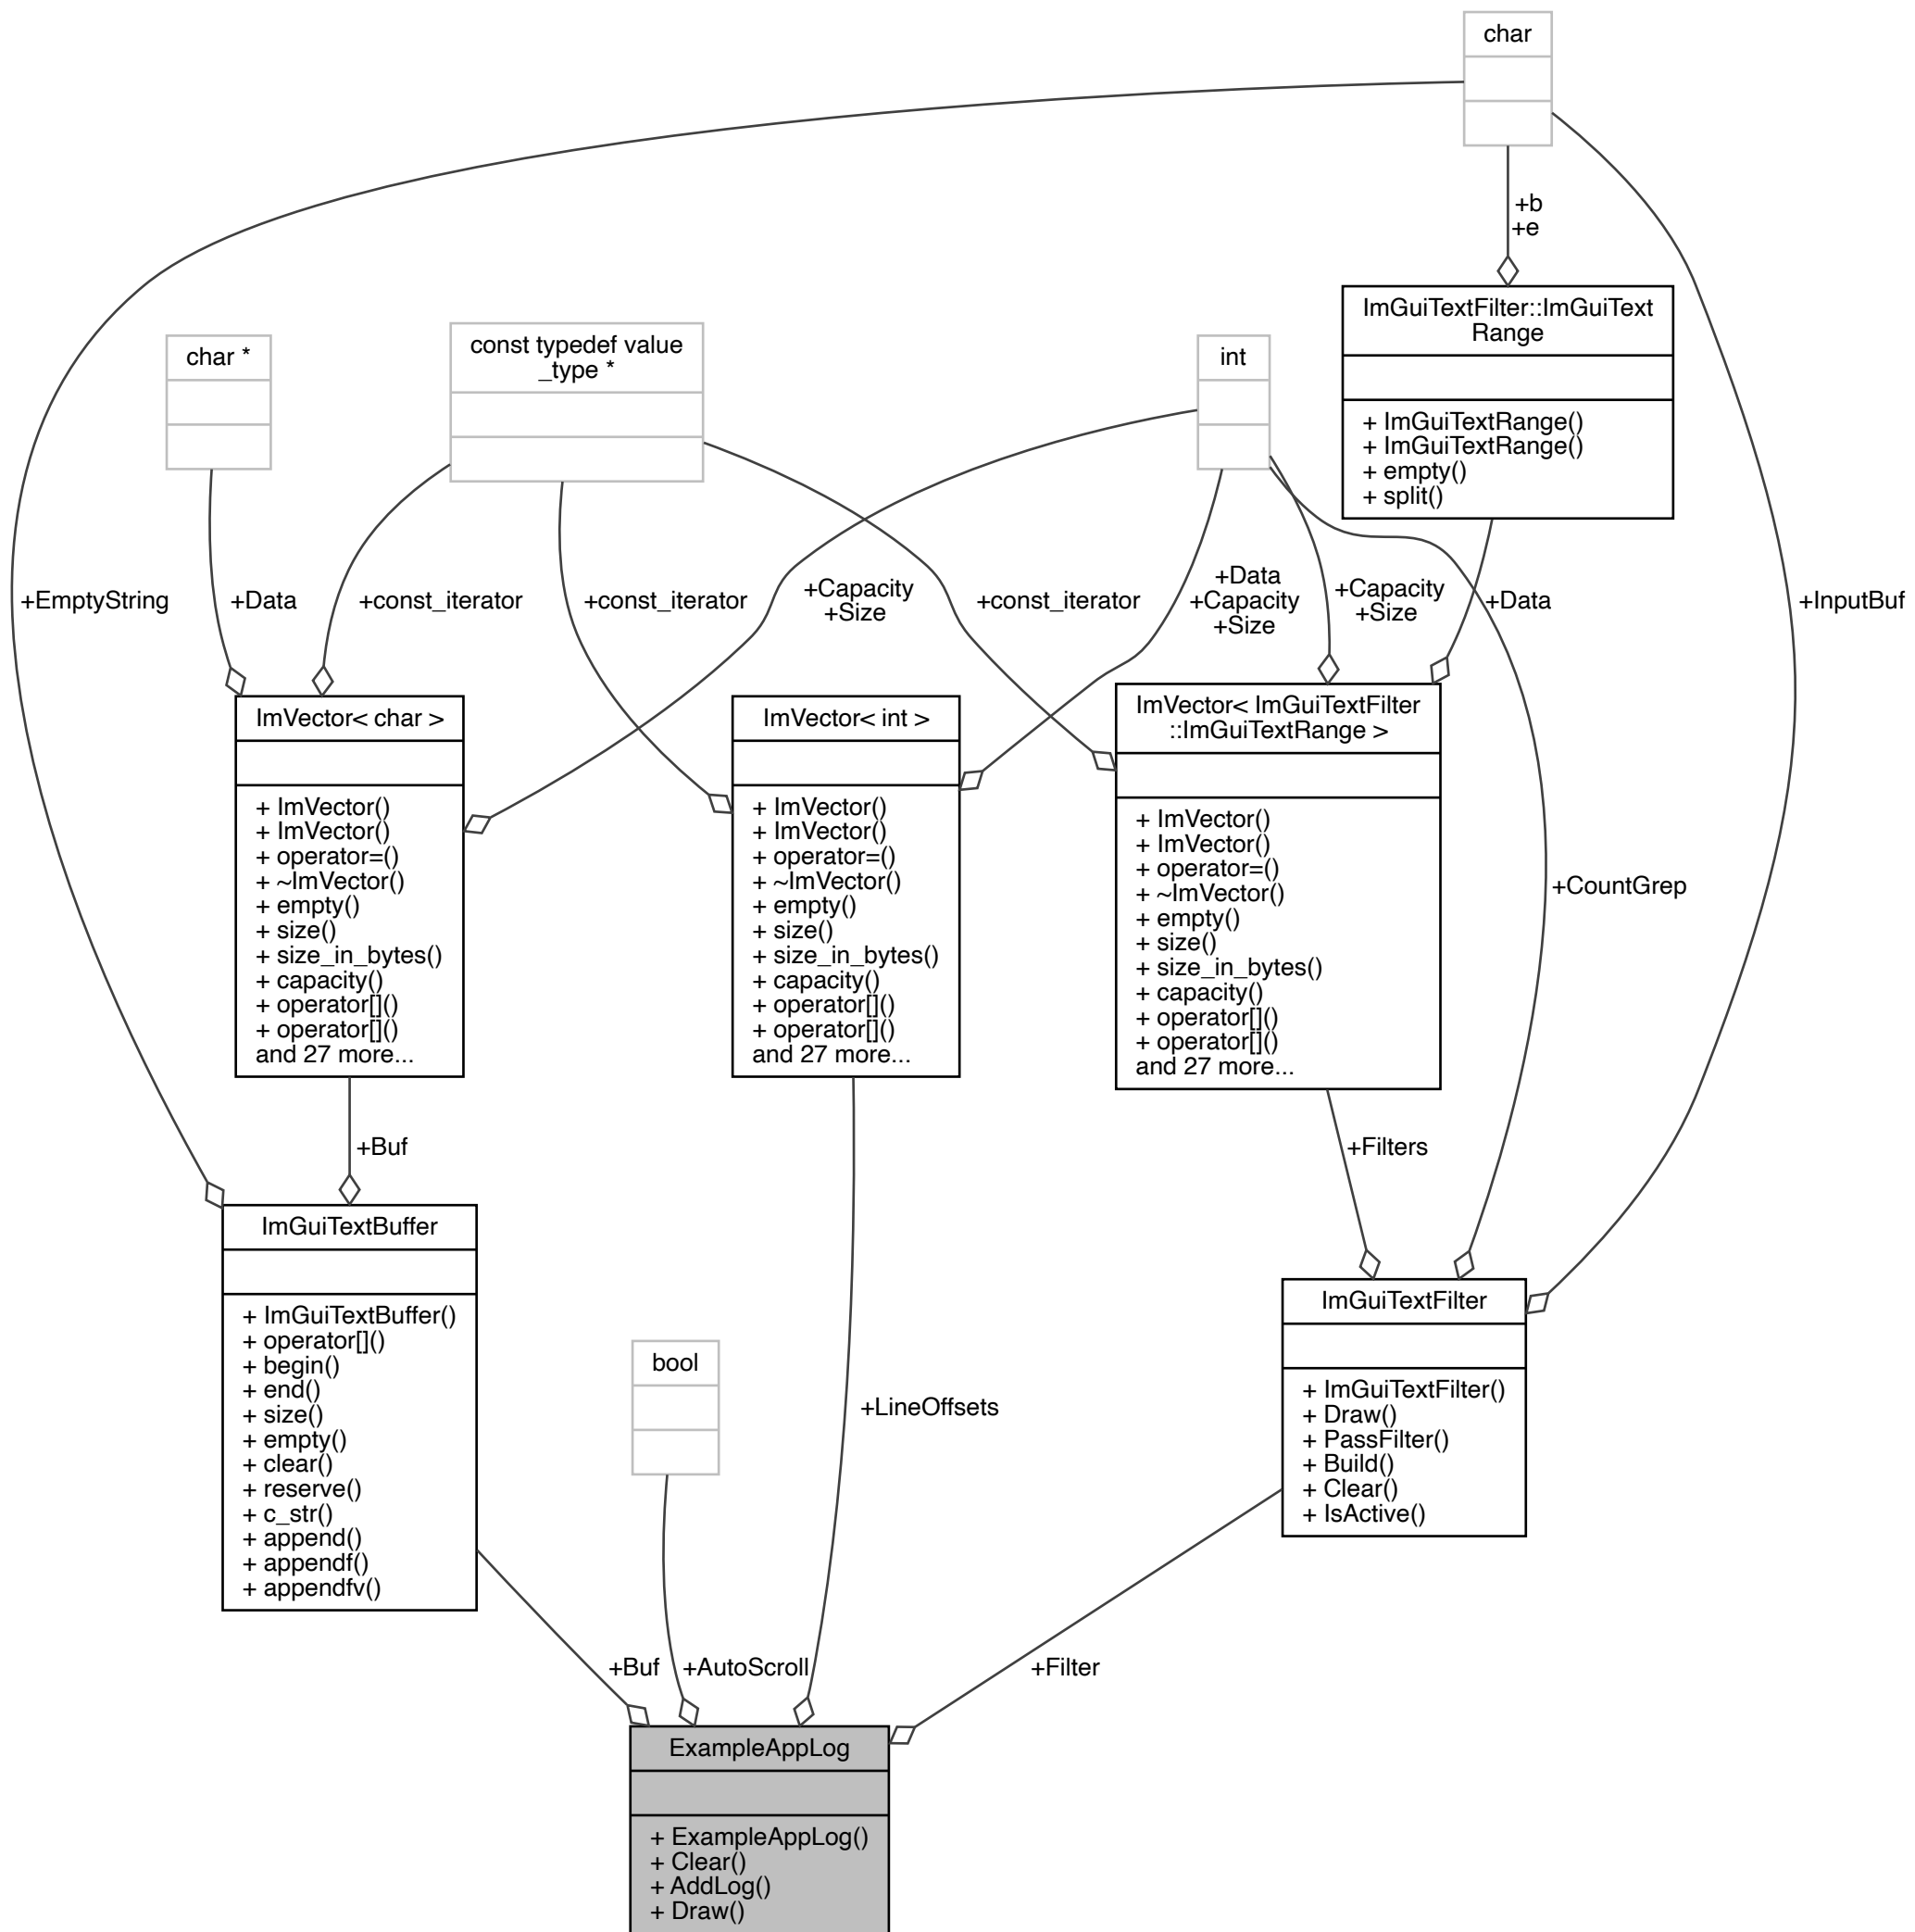 char
+b
+e
ImGuiTextFilter::ImGuiText
Range
+ ImGuiTextRange()
+ ImGuiTextRange()
+ empty()
+ split()
char *
const typedef value
_type *
int
+EmptyString
+Data
+const_iterator
+const_iterator
+Capacity
+Size
+const_iterator
+Data
+Capacity
+Size
+Capacity
+Size
+Data
+InputBuf
ImVector< char >
+ ImVector()
+ ImVector()
+ operator=()
+ ~ImVector()
+ empty()
+ size()
+ size_in_bytes()
+ capacity()
+ operator[]()
+ operator[]()
and 27 more...
ImVector< int >
+ ImVector()
+ ImVector()
+ operator=()
+ ~ImVector()
+ empty()
+ size()
+ size_in_bytes()
+ capacity()
+ operator[]()
+ operator[]()
and 27 more...
ImVector< ImGuiTextFilter
::ImGuiTextRange >
+ ImVector()
+ ImVector()
+ operator=()
+ ~ImVector()
+ empty()
+ size()
+ size_in_bytes()
+ capacity()
+ operator[]()
+ operator[]()
and 27 more...
+CountGrep
+Buf
+Filters
ImGuiTextBuffer
+ ImGuiTextBuffer()
+ operator[]()
+ begin()
+ end()
+ size()
+ empty()
+ clear()
+ reserve()
+ c_str()
+ append()
+ appendf()
+ appendfv()
bool
+LineOffsets
ImGuiTextFilter
+ ImGuiTextFilter()
+ Draw()
+ PassFilter()
+ Build()
+ Clear()
+ IsActive()
+Buf
+AutoScroll
+Filter
ExampleAppLog
+ ExampleAppLog()
+ Clear()
+ AddLog()
+ Draw()